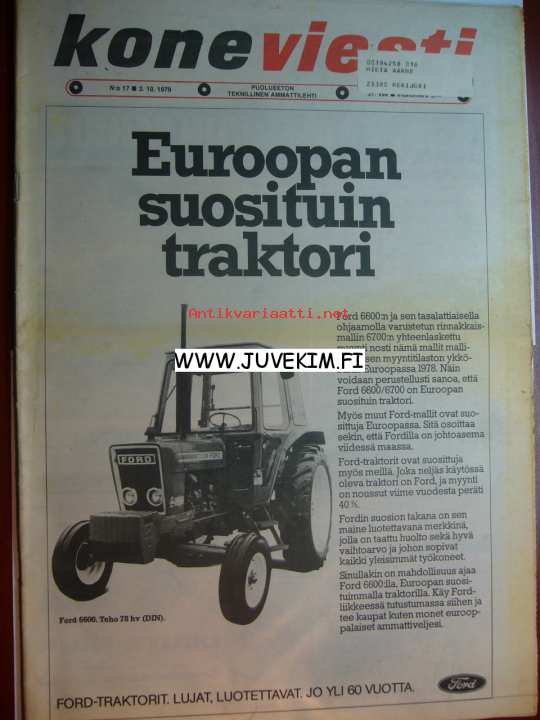 koneviesti
N:o 17 ■ 3. 10. 1979
PUOLUEETON
TEKNILLINEN AMMATTILEHTI
Euroopan
suosituin
traktori
Antikvariaatti.net
WWW.JUVEKIM.FI
Ford 6600:n ja sen tasalattiaisella
ohjaamolla varustetun rinnakkais-
mallin 6700:n yhteenlaskettu
nosti nämä mallit malli-
sen myyntitilaston ykkö-
Euroopassa 1978. Näin
voidaan perustellusti sanoa, että
Ford 6600/6700 on Euroopan
suosituin traktori.
Myös muut Ford-mallit ovat suo-
sittuja Euroopassa. Sitä osoittaa
sekin, että Fordilla on johtoasema
viidessä maassa.
Ford-traktorit ovat suosittuja
myös meillä. Joka neljäs käytössä
oleva traktori on Ford, ja myynti
on noussut viime vuodesta peräti
40 %.
Fordin suosion takana on sen
maine luotettavana merkkinä,
jolla on taattu huolto sekä hyvä
vaihtoarvo ja johon sopivat
kaikki yleisimmät työkoneet.
Sinullakin on mahdollisuus ajaa
Ford 6600:lla, Euroopan suosi-
tuimmalla traktorilla. Käy Ford-
liikkeessä tutustumassa siihen ja
tee kaupat kuten monet euroop-
palaiset ammattiveljesi.
FORD
Ford 6600. Teho 78 hv (DIN).
Ford
FORD-TRAKTORIT. LUJAT, LUOTETTAVAT. JO YLI 60 VUOTTA.